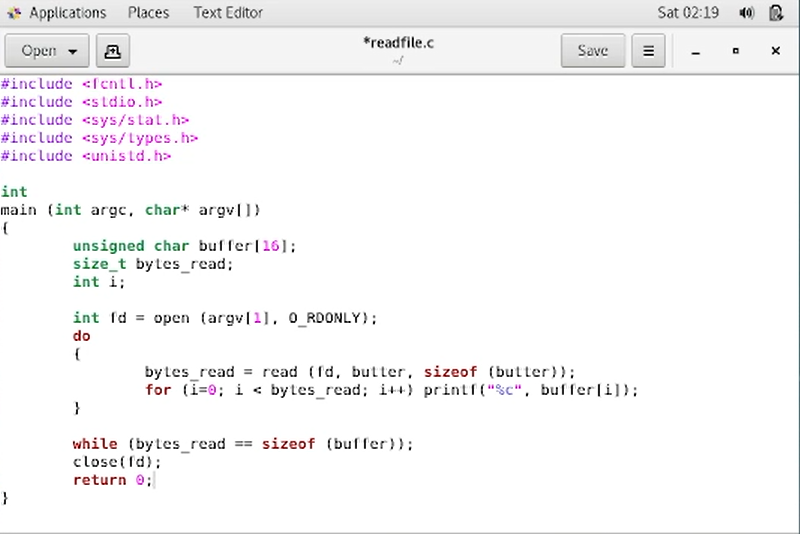 Applications Places Text Editor Sat 02:19
Open *readfile.c Save
~/
#include <fcntl.h>
#include <stdio.h>
#include <sys/stat.h>
#include <sys/types.h>
#include <unistd.h>
int
main (int argc, char* argv[])
{
unsigned char buffer[16];
size_t bytes_read;
int i;
int fd = open (argv[1], O_RDONLY);
do
{
bytes_read = read (fd, buffer, sizeof (buffer));
for (i=0; i < bytes_read; i++) printf("%c", buffer[i]);
}
while (bytes_read == sizeof (buffer));
close(fd);
return 0;
}